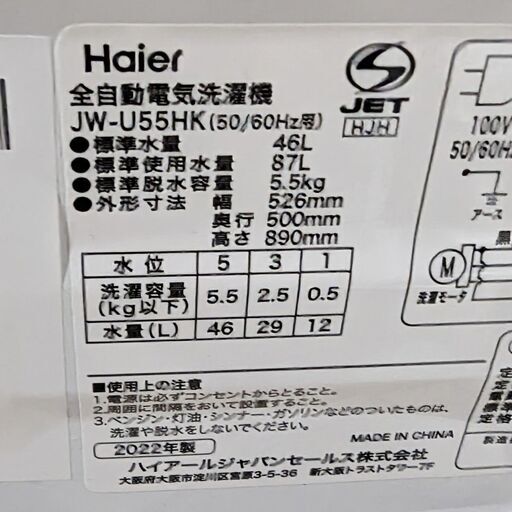 Haier
全自動電気洗濯機
JW-U55HK(50/60Hz用)
●標準水量 46L
●標準使用水量 87L
●標準脱水容量 5.5kg
●外形寸法 幅 526mm
奥行 500mm
高さ 890mm
水位 5 3 1
洗濯容量(kg以下) 5.5 2.5 0.5
水量(L) 46 29 12
■使用上の注意
1.電源は必ずコンセントからとること。
2.周囲に間隔をおいて設置すること。
3.ベンジン・灯油・シンナー・ガソリンなどのついたものは、
洗濯や脱水をしないでください。
MADE IN CHINA
2022年製
ハイアールジャパンセールス株式会社
大阪府大阪市淀川区宮原3-5-36 新大阪トラストタワー7F
S
JET
HJH
100V
50/60Hz
アース
黒
M
洗濯モータ